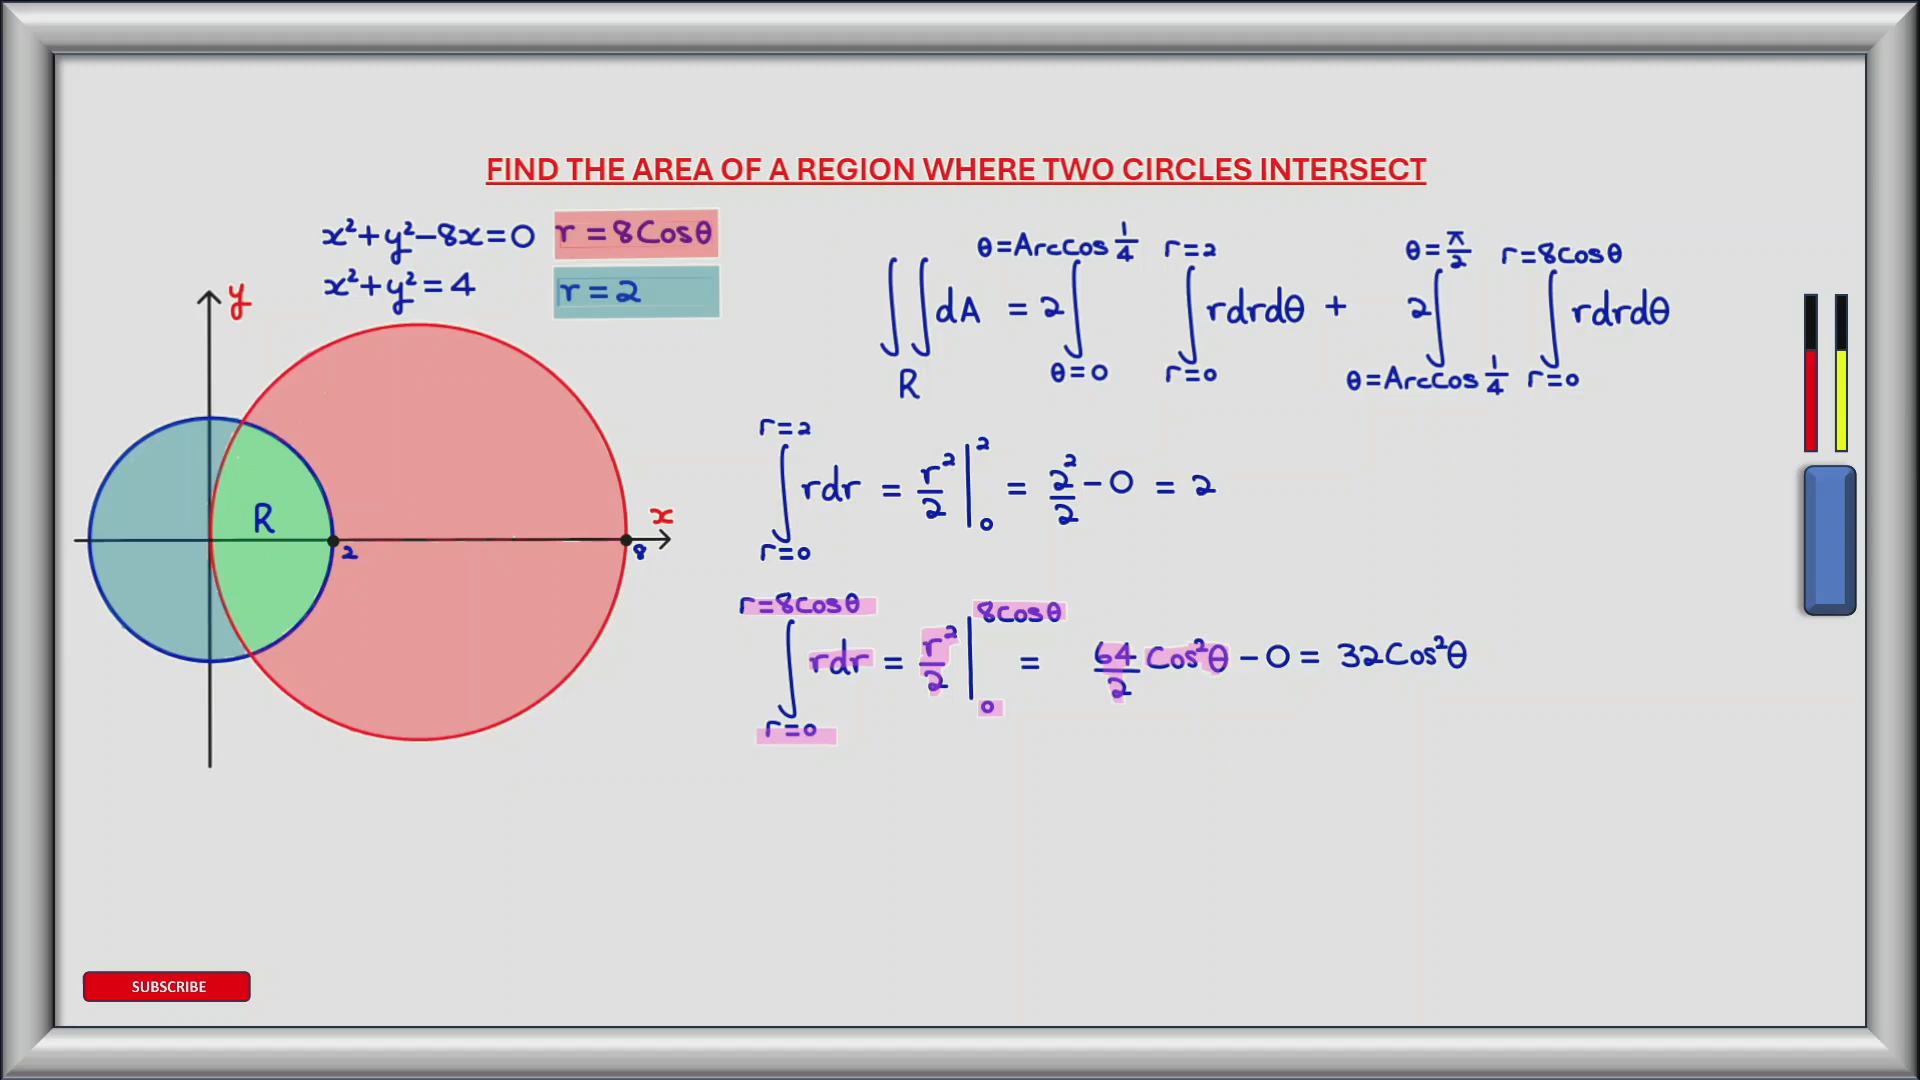 FIND THE AREA OF A REGION WHERE TWO CIRCLES INTERSECT
x²+y²-8x=0 r=8Cosθ
x²+y²=4 r=2
y
R
x
2
8
θ=ArcCos 1/4 r=2 θ=π/2 r=8cosθ
∫∫dA = 2∫ ∫rdrdθ + 2∫ ∫rdrdθ
R θ=0 r=0 θ=ArcCos 1/4 r=0
r=2
∫rdr = r²/2 |²₀ = 2²/2 - 0 = 2
r=0
r=8cosθ 8cosθ
∫rdr = r²/2 | = 64/2 Cos²θ - 0 = 32Cos²θ
r=0 0
SUBSCRIBE